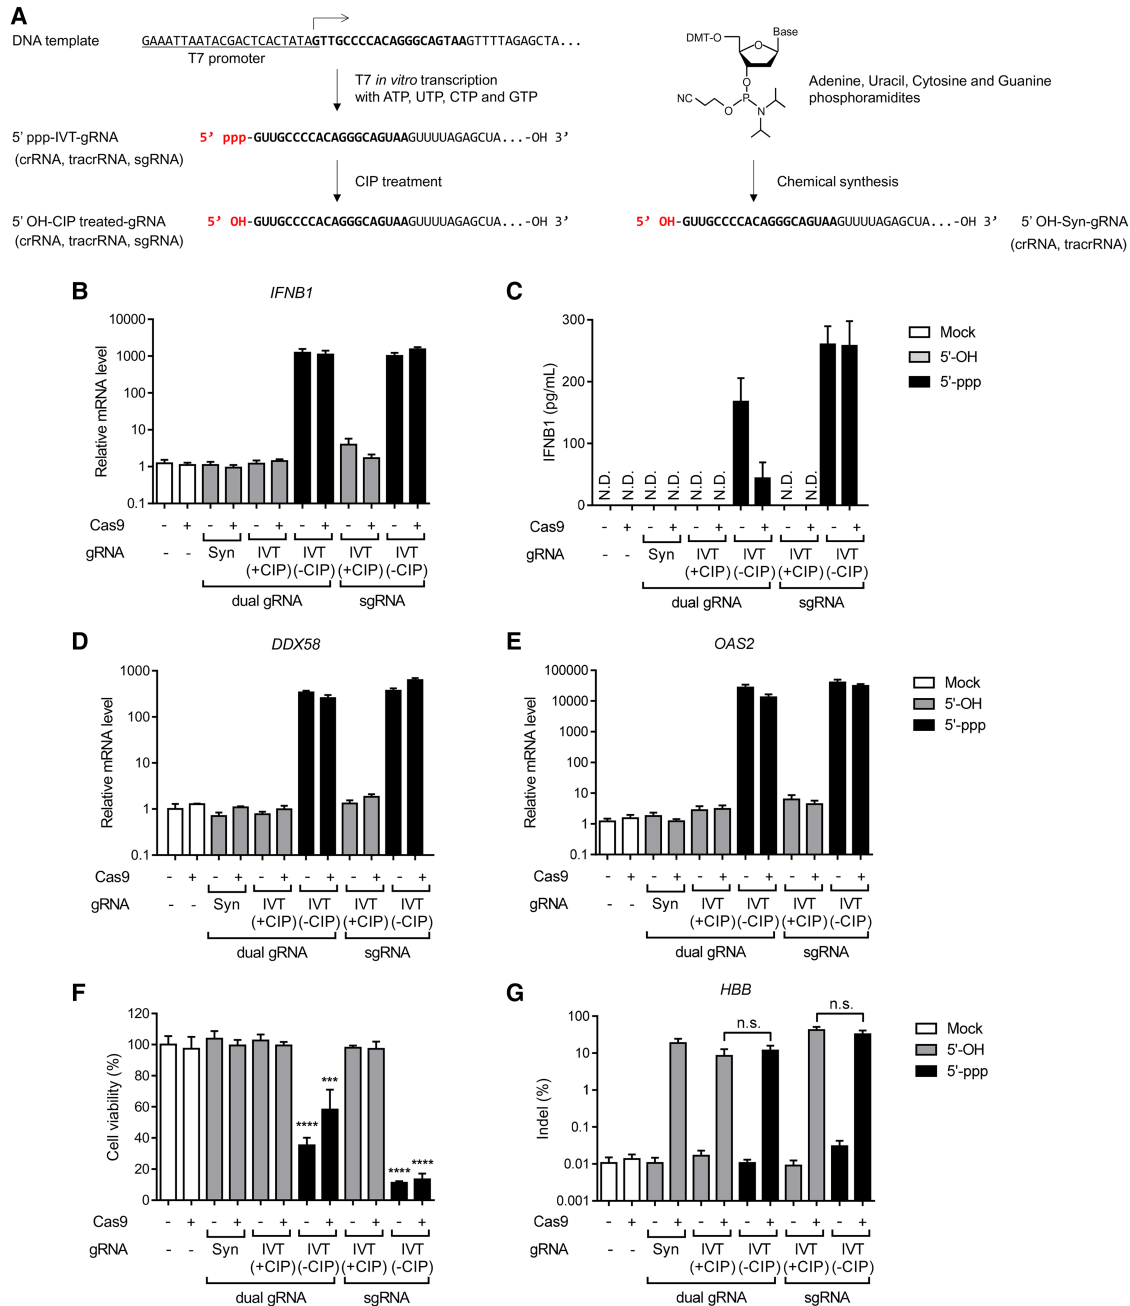 A
DNA template
GAAATTAATACGACTCACTATAGTTGCCCCACAGGGCAGTAAGTTTTAGAGCTA...
T7 promoter
T7 in vitro transcription
with ATP, UTP, CTP and GTP
5’ ppp-IVT-gRNA
(crRNA, tracrRNA, sgRNA)
5’ ppp-GUUGCCCCACAGGGCAGUAAGUUUUAGAGCUA...-OH 3’
CIP treatment
5’ OH-CIP treated-gRNA
(crRNA, tracrRNA, sgRNA)
5’ OH-GUUGCCCCACAGGGCAGUAAGUUUUAGAGCUA...-OH 3’
DMT-O
Base
O
O
P
NC
O
N
Adenine, Uracil, Cytosine and Guanine
phosphoramidites
Chemical synthesis
5’ OH-GUUGCCCCACAGGGCAGUAAGUUUUAGAGCUA...-OH 3’
5’ OH-Syn-gRNA
(crRNA, tracrRNA)
B
IFNB1
Relative mRNA level
10000
1000
100
10
1
0.1
Cas9 - + - + - + - + - + - +
gRNA - - Syn IVT IVT IVT IVT
(+CIP) (-CIP) (+CIP) (-CIP)
dual gRNA sgRNA
C
IFNB1 (pg/mL)
300
200
100
0
N.D. N.D. N.D. N.D. N.D. N.D. N.D. N.D.
Cas9 - + - + - + - + - + - +
gRNA - - Syn IVT IVT IVT IVT
(+CIP) (-CIP) (+CIP) (-CIP)
dual gRNA sgRNA
Mock
5'-OH
5'-ppp
D
DDX58
Relative mRNA level
1000
100
10
1
0.1
Cas9 - + - + - + - + - + - +
gRNA - - Syn IVT IVT IVT IVT
(+CIP) (-CIP) (+CIP) (-CIP)
dual gRNA sgRNA
E
OAS2
Relative mRNA level
100000
10000
1000
100
10
1
0.1
Cas9 - + - + - + - + - + - +
gRNA - - Syn IVT IVT IVT IVT
(+CIP) (-CIP) (+CIP) (-CIP)
dual gRNA sgRNA
Mock
5'-OH
5'-ppp
F
Cell viability (%)
120
100
80
60
40
20
0
**** *** **** ****
Cas9 - + - + - + - + - + - +
gRNA - - Syn IVT IVT IVT IVT
(+CIP) (-CIP) (+CIP) (-CIP)
dual gRNA sgRNA
G
HBB
Indel (%)
100
10
1
0.1
0.01
0.001
n.s. n.s.
Cas9 - + - + - + - + - + - +
gRNA - - Syn IVT IVT IVT IVT
(+CIP) (-CIP) (+CIP) (-CIP)
dual gRNA sgRNA
Mock
5'-OH
5'-ppp